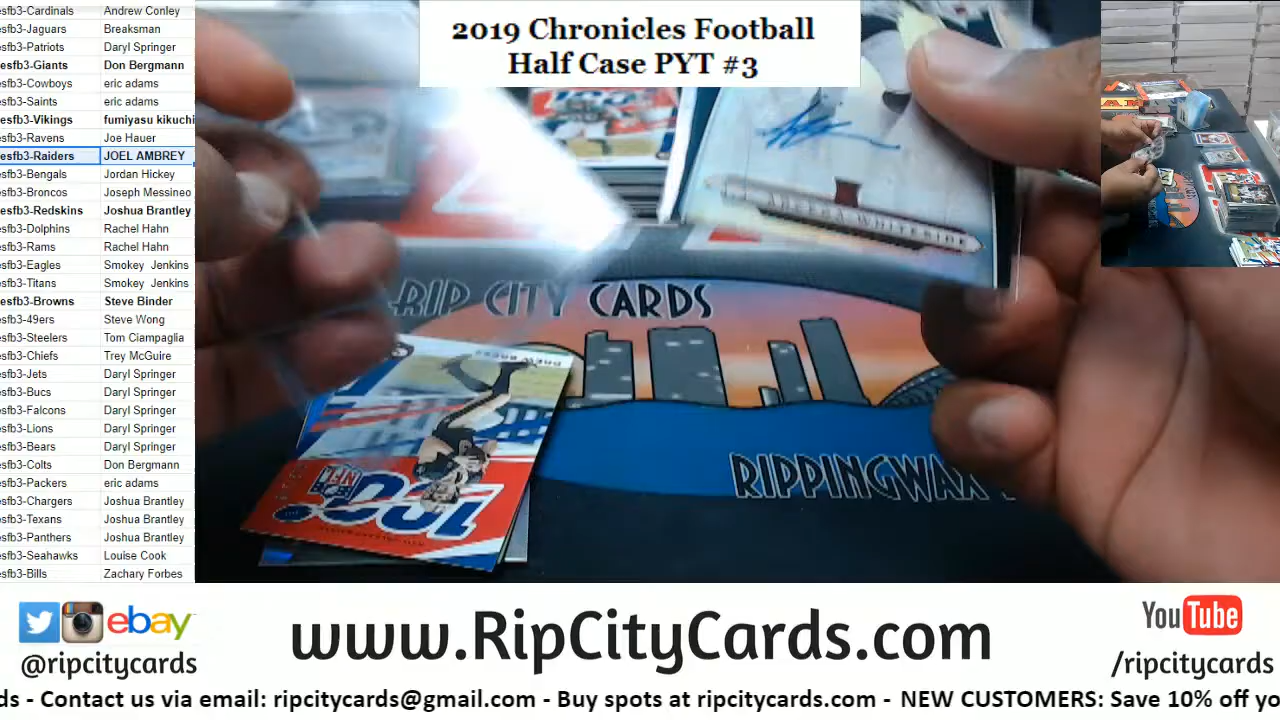 2019 Chronicles Football
Half Case PYT #3
esfb3-Cardinals Andrew Conley
esfb3-Jaguars Breaksman
esfb3-Patriots Daryl Springer
esfb3-Giants Don Bergmann
esfb3-Cowboys eric adams
esfb3-Saints eric adams
esfb3-Vikings fumiyasu kikuchi
esfb3-Ravens Joe Hauer
esfb3-Raiders JOEL AMBREY
esfb3-Bengals Jordan Hickey
esfb3-Broncos Joseph Messineo
esfb3-Redskins Joshua Brantley
esfb3-Dolphins Rachel Hahn
esfb3-Rams Rachel Hahn
esfb3-Eagles Smokey Jenkins
esfb3-Titans Smokey Jenkins
esfb3-Browns Steve Binder
esfb3-49ers Steve Wong
esfb3-Steelers Tom Ciampaglia
esfb3-Chiefs Trey McGuire
esfb3-Jets Daryl Springer
esfb3-Bucs Daryl Springer
esfb3-Falcons Daryl Springer
esfb3-Lions Daryl Springer
esfb3-Bears Daryl Springer
esfb3-Colts Don Bergmann
esfb3-Packers eric adams
esfb3-Chargers Joshua Brantley
esfb3-Texans Joshua Brantley
esfb3-Panthers Joshua Brantley
esfb3-Seahawks Louise Cook
esfb3-Bills Zachary Forbes
ARCEGA-WHITESIDE
RIP CITY CARDS
DREW BREES
NFL
100
RIPPINGWAX
ebay
@ripcitycards
www.RipCityCards.com
YouTube
/ripcitycards
ds - Contact us via email: ripcitycards@gmail.com - Buy spots at ripcitycards.com - NEW CUSTOMERS: Save 10% off yo